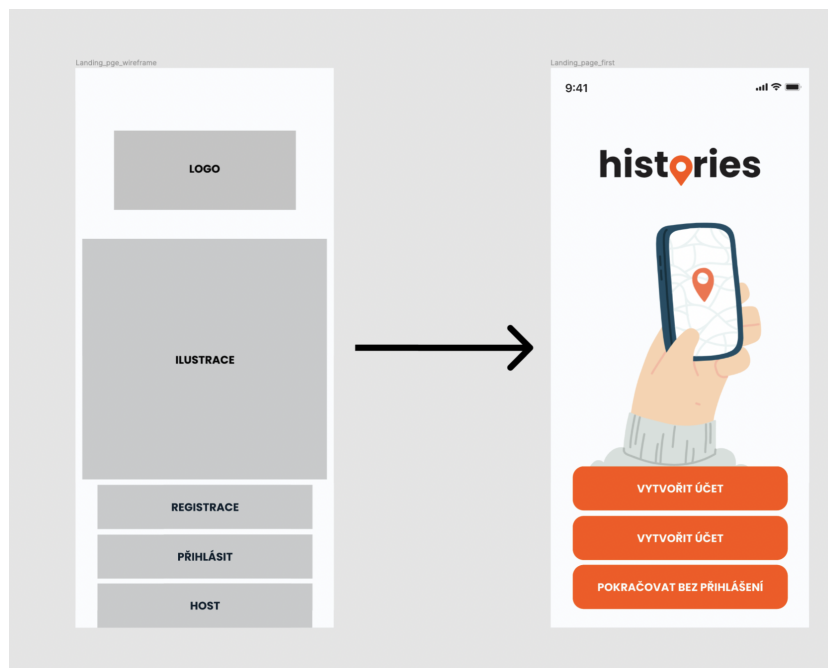 Landing_pge_wireframe
LOGO
ILUSTRACE
REGISTRACE
PŘIHLÁSIT
HOST
Landing_page_first
9:41
histories
VYTVOŘIT ÚČET
VYTVOŘIT ÚČET
POKRAČOVAT BEZ PŘIHLÁŠENÍ